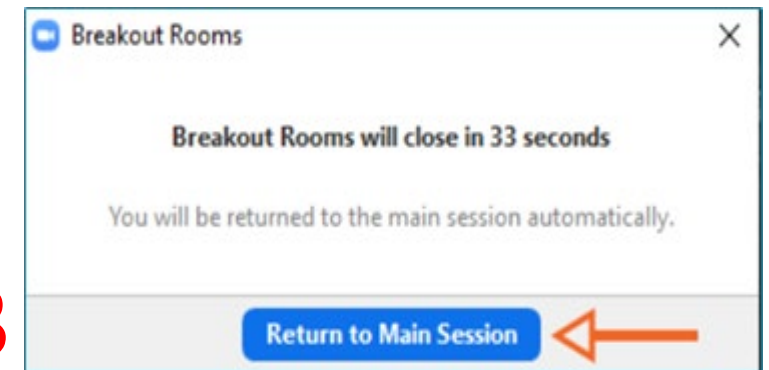 Breakout Rooms
Breakout Rooms will close in 33 seconds
You will be returned to the main session automatically.
Return to Main Session